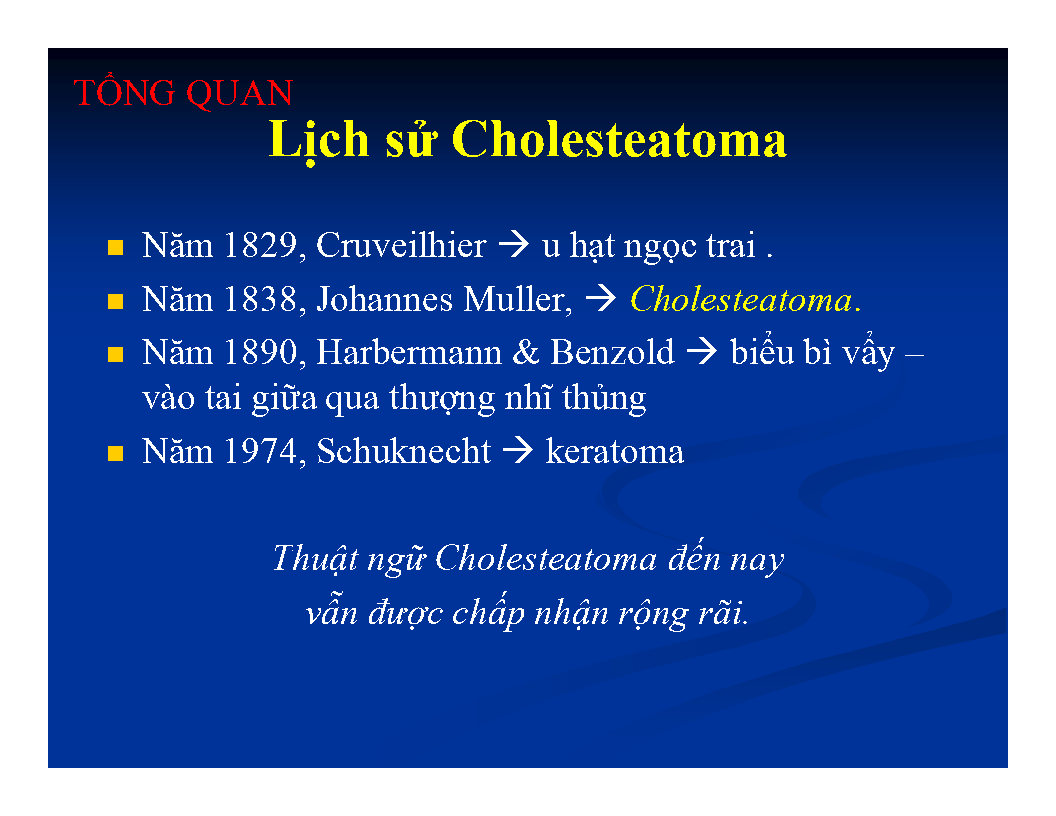 TỔNG QUAN
Lịch sử Cholesteatoma
Năm 1829, Cruveilhier → u hạt ngọc trai .
Năm 1838, Johannes Muller, → Cholesteatoma.
Năm 1890, Harbermann & Benzold → biểu bì vẩy –
vào tai giữa qua thượng nhĩ thủng
Năm 1974, Schuknecht → keratoma
Thuật ngữ Cholesteatoma đến nay
vẫn được chấp nhận rộng rãi.